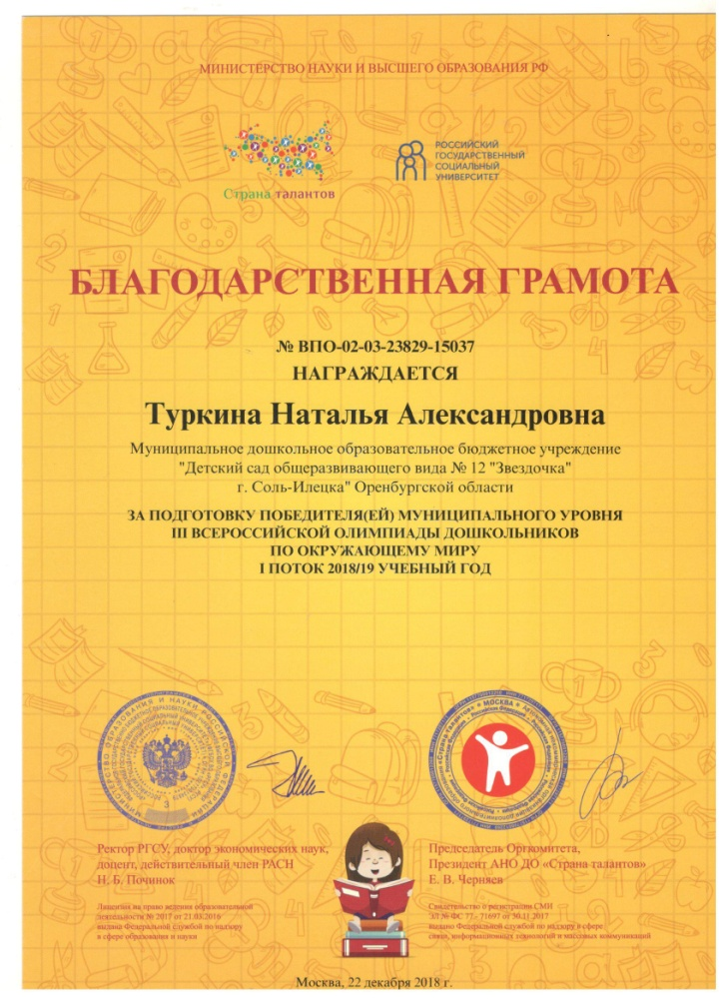 МИНИСТЕРСТВО НАУКИ И ВЫСШЕГО ОБРАЗОВАНИЯ РФ
Страна талантов
РОССИЙСКИЙ
ГОСУДАРСТВЕННЫЙ
СОЦИАЛЬНЫЙ
УНИВЕРСИТЕТ
БЛАГОДАРСТВЕННАЯ ГРАМОТА
№ ВПО-02-03-23829-15037
НАГРАЖДАЕТСЯ
Туркина Наталья Александровна
Муниципальное дошкольное образовательное бюджетное учреждение
"Детский сад общеразвивающего вида № 12 "Звездочка"
г. Соль-Илецка" Оренбургской области
ЗА ПОДГОТОВКУ ПОБЕДИТЕЛЯ(ЕЙ) МУНИЦИПАЛЬНОГО УРОВНЯ
III ВСЕРОССИЙСКОЙ ОЛИМПИАДЫ ДОШКОЛЬНИКОВ
ПО ОКРУЖАЮЩЕМУ МИРУ
I ПОТОК 2018/19 УЧЕБНЫЙ ГОД
Ректор РГСУ, доктор экономических наук,
доцент, действительный член РАСН
Н. Б. Починок
Лицензия на право ведения образовательной
деятельности № 2017 от 21.03.2016
выдана Федеральной службой по надзору
в сфере образования и науки
Председатель Оргкомитета,
Президент АНО ДО «Страна талантов»
Е. В. Черняев
Свидетельство о регистрации СМИ
ЭЛ № ФС 77 - 71697 от 30.11.2017
выдано Федеральной службой по надзору в сфере
связи, информационных технологий и массовых коммуникаций
Москва, 22 декабря 2018 г.